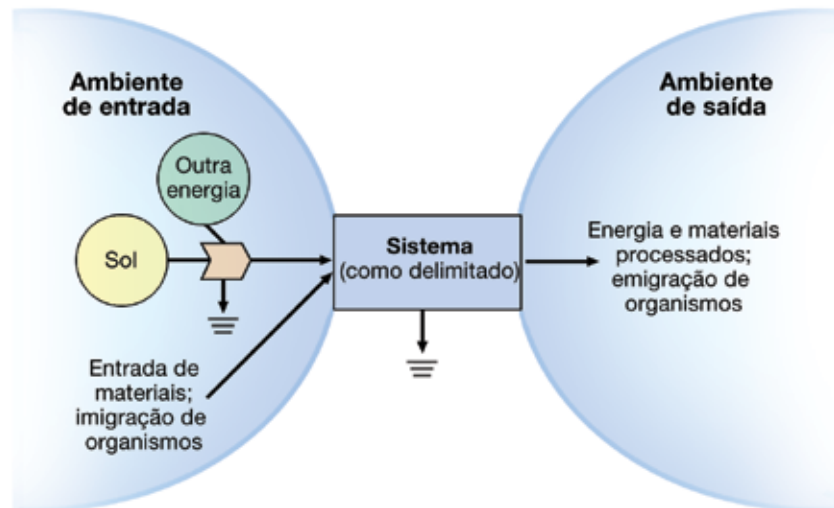 Ambiente
de entrada
Outra
energia
Sol
Entrada de
materiais;
imigração de
organismos
Sistema
(como delimitado)
Ambiente
de saída
Energia e materiais
processados;
emigração de
organismos